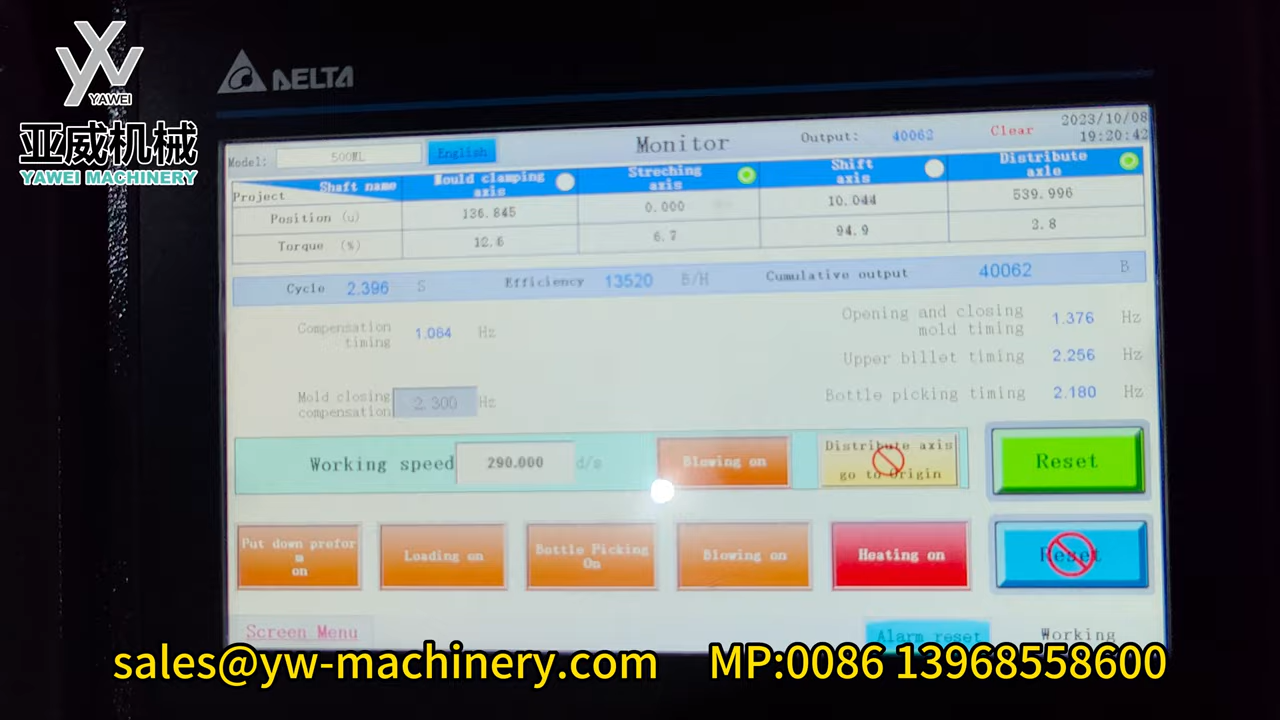 YAWEI
亚威机械
YAWEI MACHINERY
DELTA
Model: 500ML English Monitor Output: 40062 Clear 2023/10/08
19:20:42
Project Shaft name Mould clamping axis Streching axis Shift axis Distribute axle
Position (u) 136.845 0.000 10.044 539.996
Torque (%) 12.6 6.7 94.9 3.8
Cycle 2.396 S Efficiency 13520 B/H Cumulative output 40062 B
Compensation timing 1.084 Hz
Opening and closing mold timing 1.376 Hz
Upper billet timing 2.256 Hz
Mold closing compensation 2.300 Hz
Bottle picking timing 2.180 Hz
Working speed 290.000 d/s Blowing on Distribute axis go to Origin Reset
Put down prefor
m
on
Loading on
Bottle Picking
On
Blowing on
Heating on
Reset
Screen Menu Alarm reset Working
sales@yw-machinery.com MP:0086 13968558600